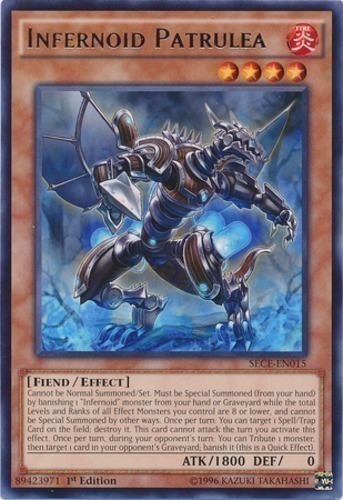 INFERNOID PATRULEA
FIRE
炎
SECE-EN015
[FIEND / EFFECT]
Cannot be Normal Summoned/Set. Must be Special Summoned (from your hand)
by banishing 1 "Infernoid" monster from your hand or Graveyard while the total
Levels and Ranks of all Effect Monsters you control are 8 or lower, and cannot
be Special Summoned by other ways. Once per turn: You can target 1 Spell/Trap
Card on the field; destroy it. This card cannot attack the turn you activate this
effect. Once per turn, during your opponent's turn: You can Tribute 1 monster,
then target 1 card in your opponent's Graveyard; banish it (this is a Quick Effect).
ATK/1800 DEF/ 0
89423971 1st Edition ©1996 KAZUKI TAKAHASHI